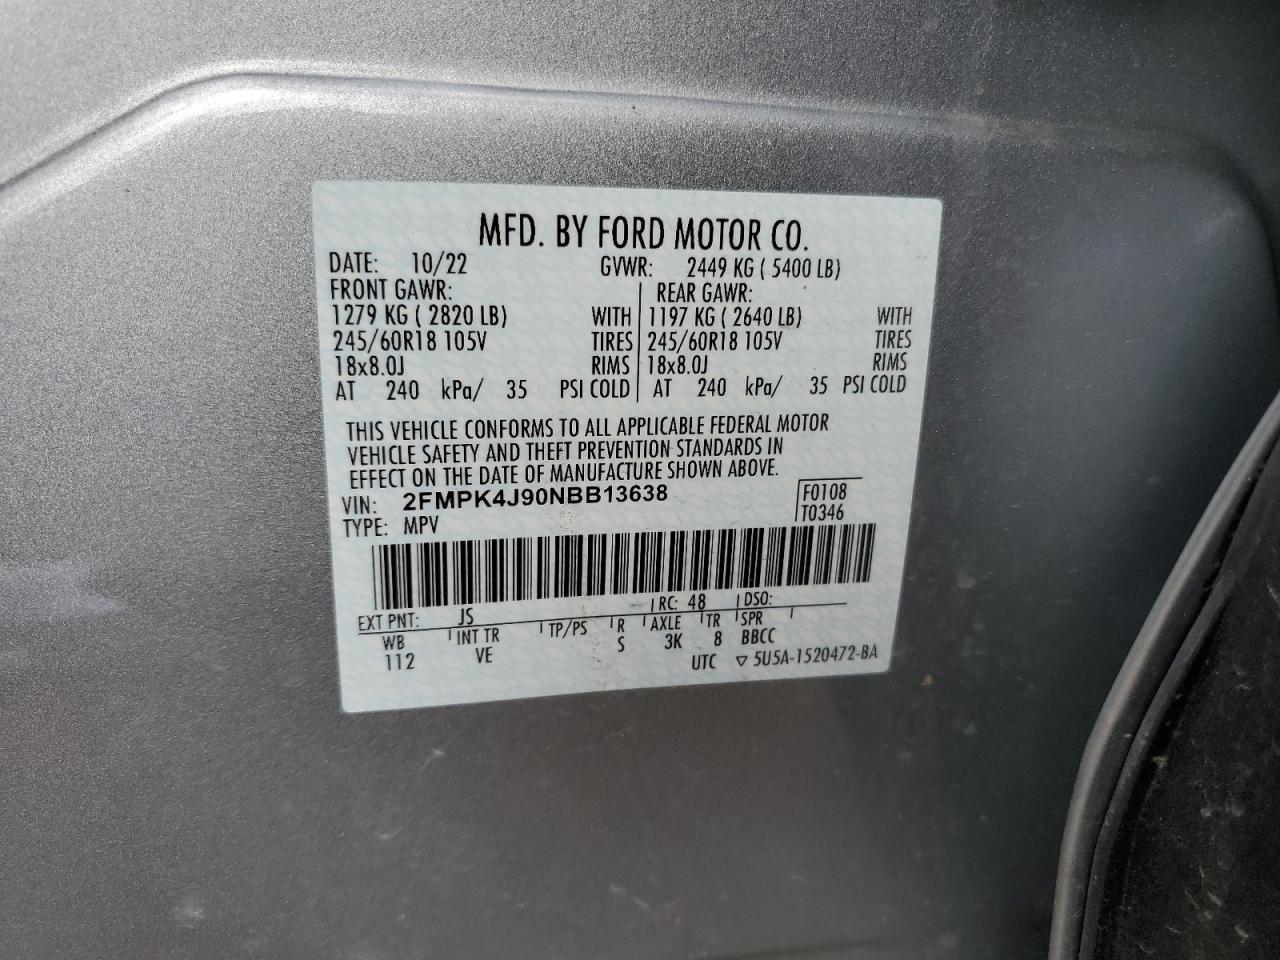 MFD. BY FORD MOTOR CO.
DATE: 10/22 GVWR: 2449 KG ( 5400 LB)
FRONT GAWR: REAR GAWR:
1279 KG ( 2820 LB) WITH 1197 KG ( 2640 LB) WITH
245/60R18 105V TIRES 245/60R18 105V TIRES
18x8.0J RIMS 18x8.0J RIMS
AT 240 kPa/ 35 PSI COLD AT 240 kPa/ 35 PSI COLD
THIS VEHICLE CONFORMS TO ALL APPLICABLE FEDERAL MOTOR
VEHICLE SAFETY AND THEFT PREVENTION STANDARDS IN
EFFECT ON THE DATE OF MANUFACTURE SHOWN ABOVE.
VIN: 2FMPK4J90NBB13638 F0108
TYPE: MPV T0346
EXT PNT: JS RC: 48 DSO:
WB INT TR TP/PS R AXLE TR SPR
112 VE S 3K 8 BBCC
UTC ▽ 5U5A-1520472-BA